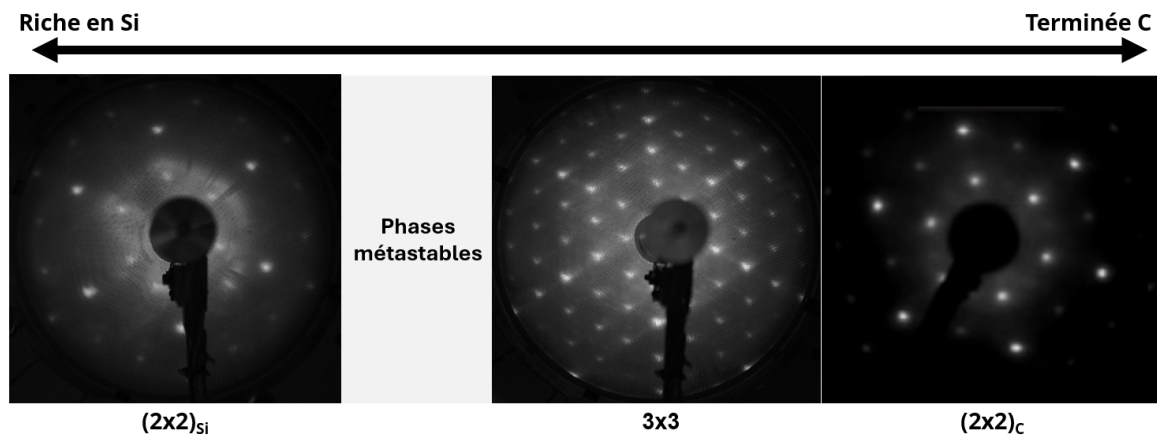 Riche en Si
Terminée C
Phases
métastables
(2x2)Si
3x3
(2x2)C